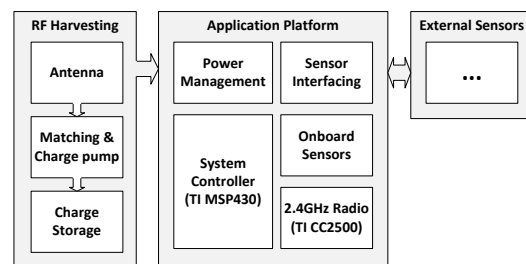 RF Harvesting
Antenna
Matching &
Charge pump
Charge
Storage
Application Platform
Power
Management
Sensor
Interfacing
System
Controller
(TI MSP430)
Onboard
Sensors
2.4GHz Radio
(TI CC2500)
External Sensors
...